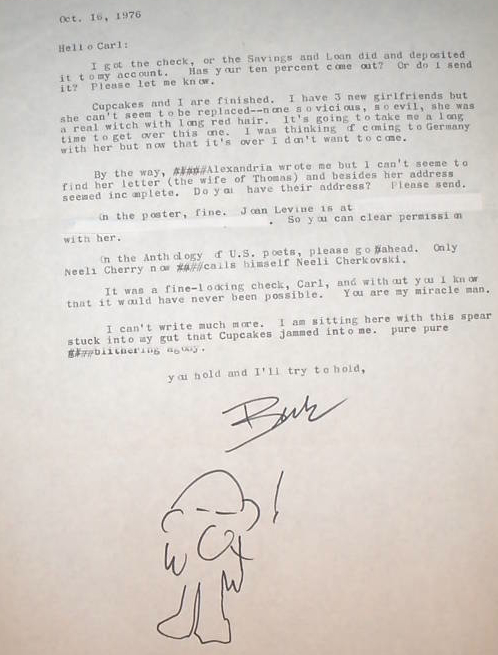 Oct. 16, 1976
Hello Carl:
I got the check, or the Savings and Loan did and deposited
it to my account. Has your ten percent come out? Or do I send
it? Please let me know.
Cupcakes and I are finished. I have 3 new girlfriends but
she can't seem to be replaced--none so vicious, so evil, she was
a real witch with long red hair. It's going to take me a long
time to get over this one. I was thinking of coming to Germany
with her but now that it's over I don't want to come.
By the way, #####Alexandria wrote me but I can't seem to
find her letter (the wife of Thomas) and besides her address
seemed incomplete. Do you have their address? Please send.
On the poster, fine. Joan Levine is at
. So you can clear permission
with her.
On the Anthology of U.S. poets, please go #ahead. Only
Neeli Cherry now ####calls himself Neeli Cherkovski.
It was a fine-looking check, Carl, and without you I know
that it would have never been possible. You are my miracle man.
I can't write much more. I am sitting here with this spear
stuck into my gut that Cupcakes jammed into me. pure pure
####blithering agony.
you hold and I'll try to hold,
Buk
!